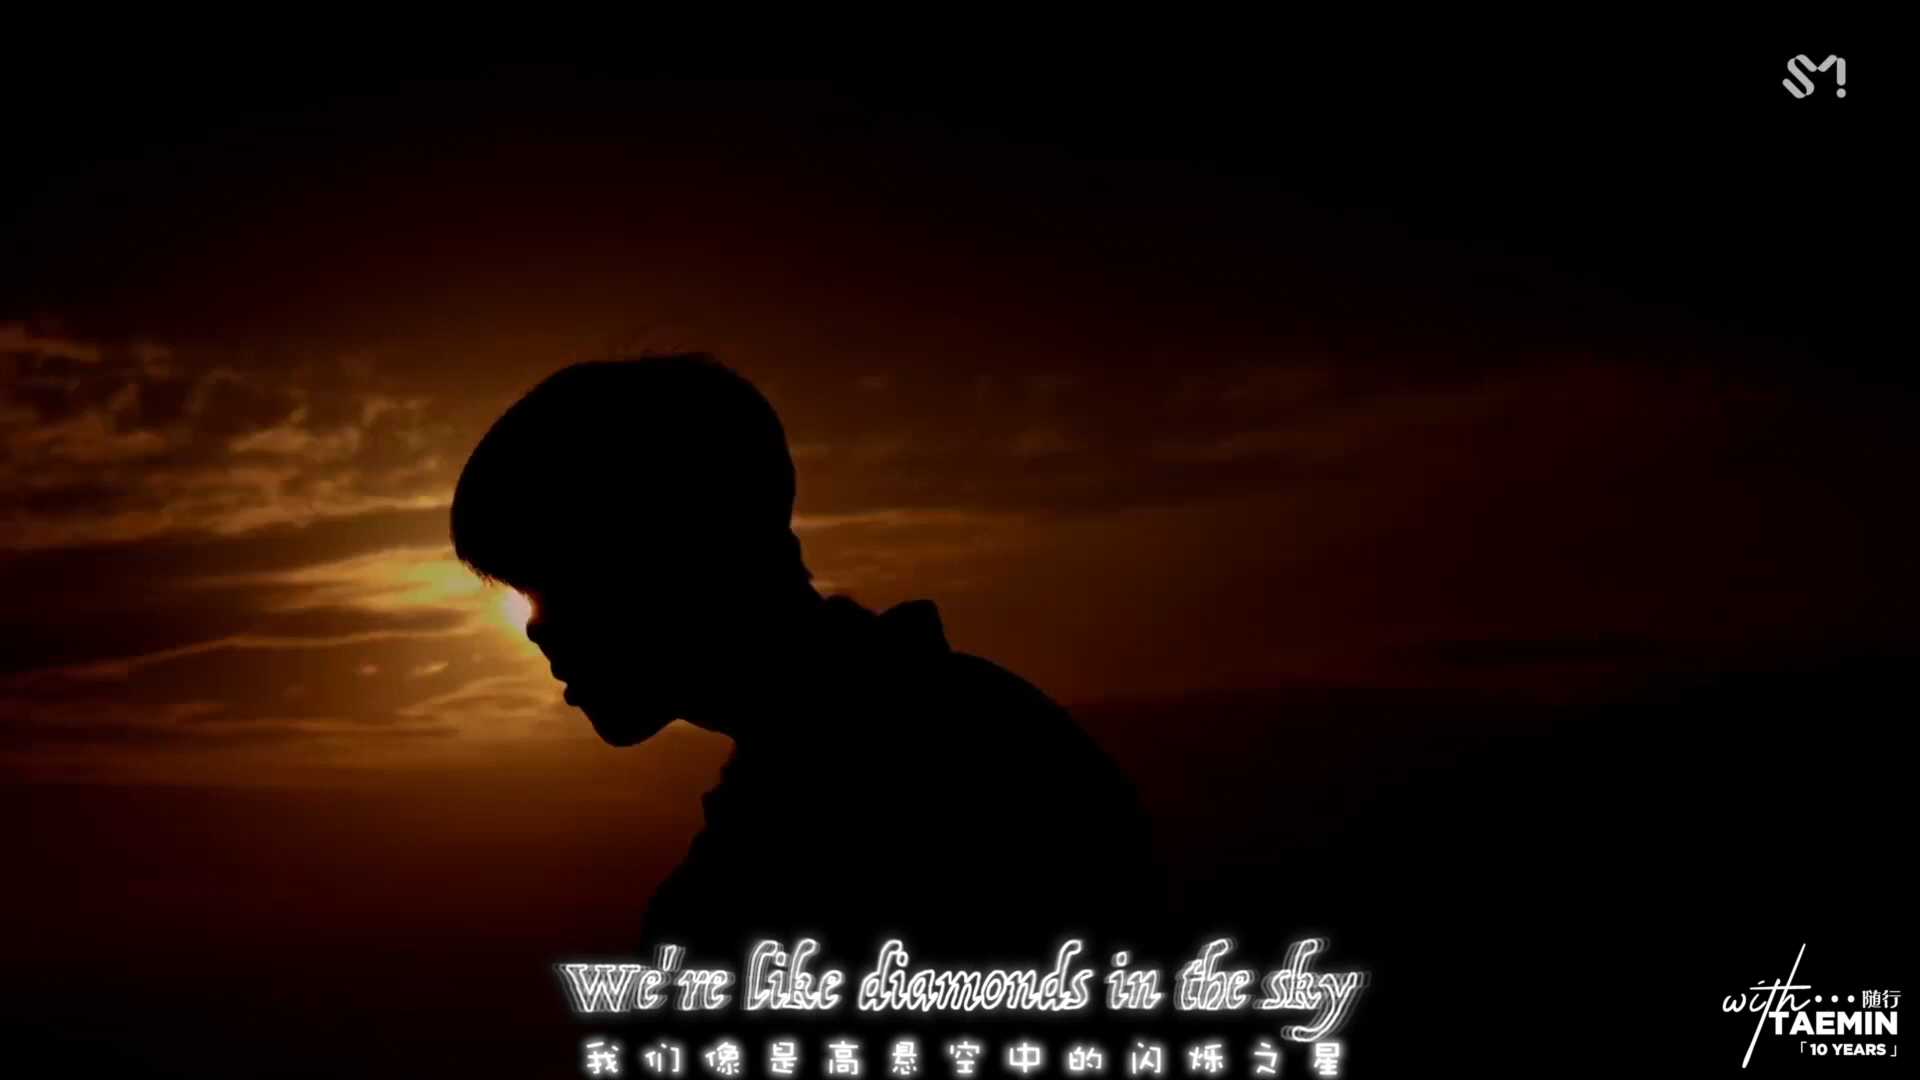 SM
we're like diamonds in the sky
我们像是高悬空中的闪烁之星
with...随行
TAEMIN
「10 YEARS」